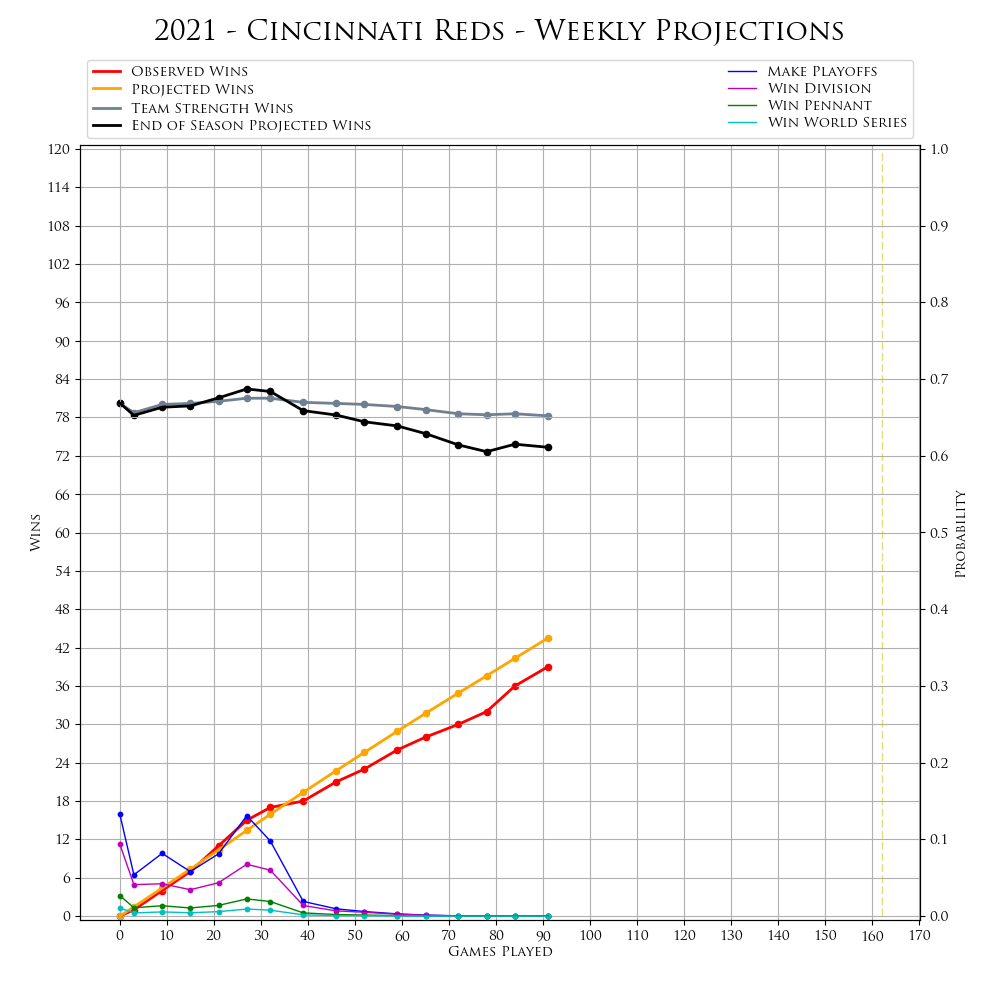 2021 - Cincinnati Reds - Weekly Projections
Observed Wins
Projected Wins
Team Strength Wins
End of Season Projected Wins
Make Playoffs
Win Division
Win Pennant
Win World Series
120
114
108
102
96
90
84
78
72
66
60
54
48
42
36
30
24
18
12
6
0
Wins
1.0
0.9
0.8
0.7
0.6
0.5
0.4
0.3
0.2
0.1
0.0
Probability
0 10 20 30 40 50 60 70 80 90 100 110 120 130 140 150 160 170
Games Played